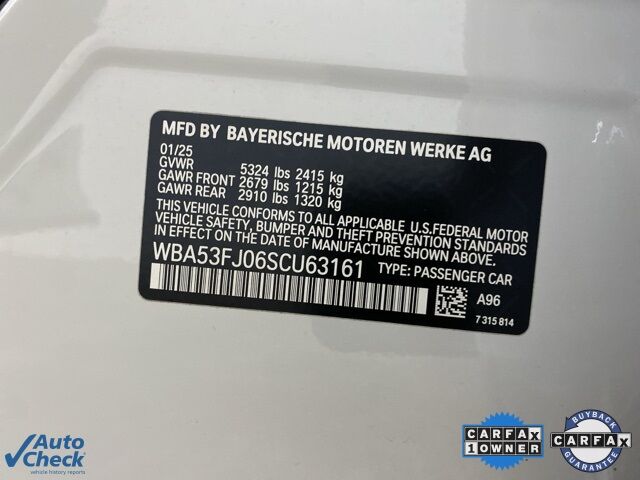 MFD BY BAYERISCHE MOTOREN WERKE AG
01/25
GVWR 5324 lbs 2415 kg
GAWR FRONT 2679 lbs 1215 kg
GAWR REAR 2910 lbs 1320 kg
THIS VEHICLE CONFORMS TO ALL APPLICABLE U.S.FEDERAL MOTOR
VEHICLE SAFETY, BUMPER, AND THEFT PREVENTION STANDARDS
IN EFFECT ON THE DATE OF MANUFACTURE SHOWN ABOVE.
WBA53FJ06SCU63161 TYPE: PASSENGER CAR
A96
7 315 814
Auto
Check
vehicle history reports
CARFAX
1 OWNER
BUYBACK
CARFAX
GUARANTEE